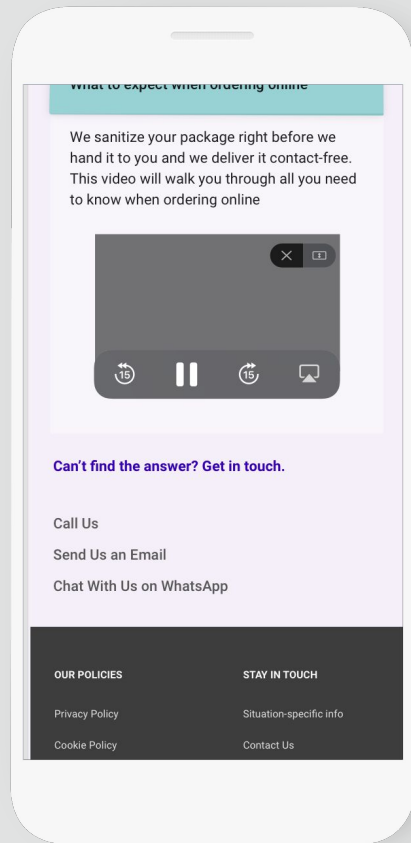 What to expect when ordering online
We sanitize your package right before we
hand it to you and we deliver it contact-free.
This video will walk you through all you need
to know when ordering online
15
15
Can't find the answer? Get in touch.
Call Us
Send Us an Email
Chat With Us on WhatsApp
OUR POLICIES
STAY IN TOUCH
Privacy Policy
Situation-specific info
Cookie Policy
Contact Us